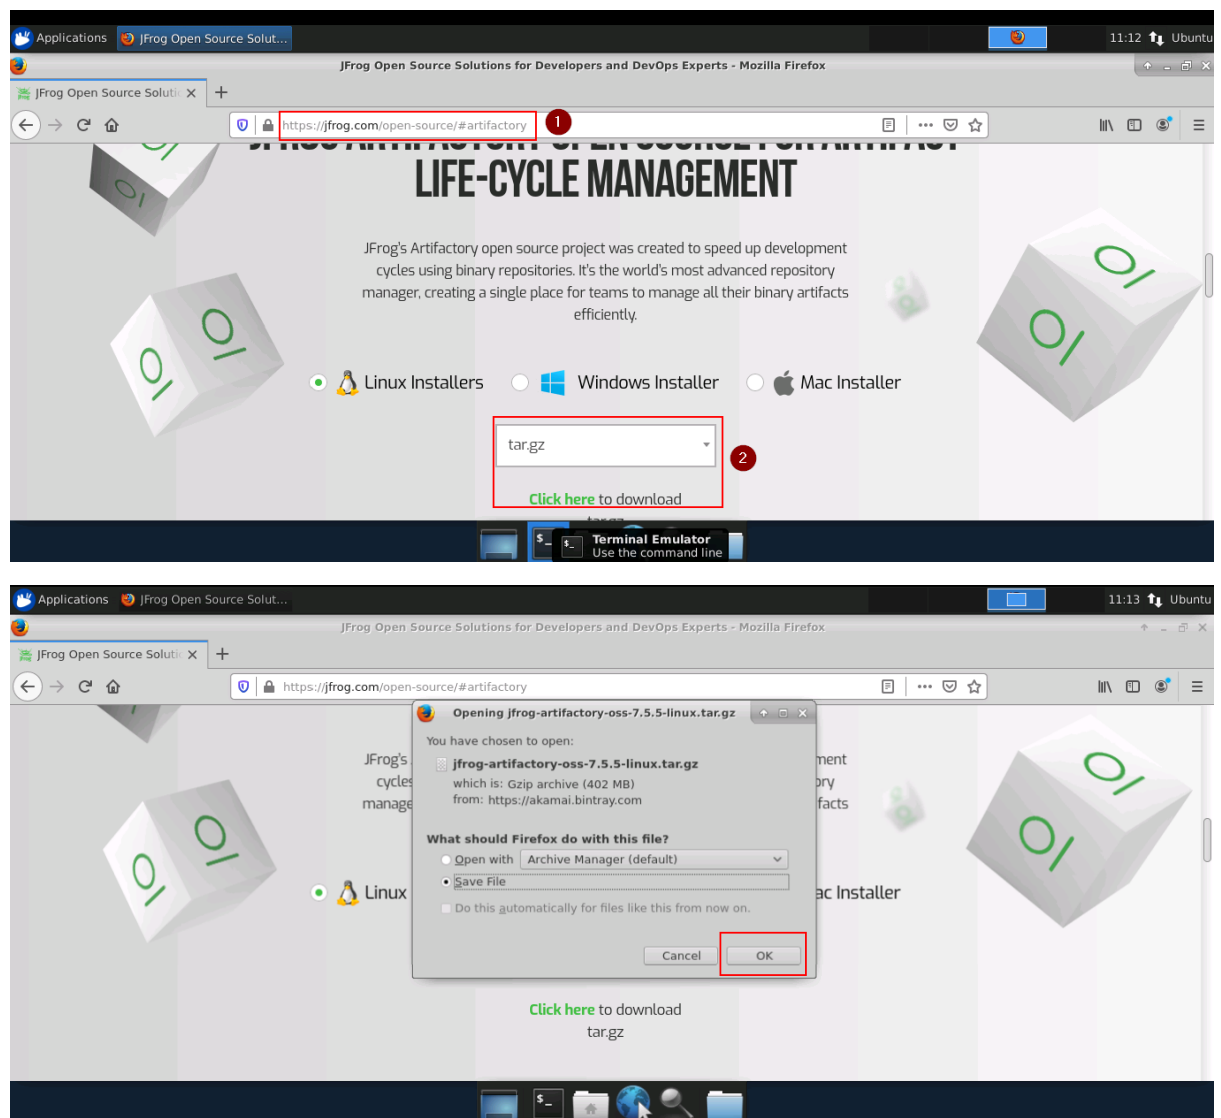 Applications
JFrog Open Source Solut...
11:12
Ubuntu
JFrog Open Source Solutions for Developers and DevOps Experts - Mozilla Firefox
JFrog Open Source Soluti
https://jfrog.com/open-source/#artifactory
1
JFROG ARTIFACTORY: OPEN SOURCE FOR ARTIFACT
LIFE-CYCLE MANAGEMENT
JFrog's Artifactory open source project was created to speed up development
cycles using binary repositories. It's the world's most advanced repository
manager, creating a single place for teams to manage all their binary artifacts
efficiently.
Linux Installers
Windows Installer
Mac Installer
tar.gz
2
Click here to download
tar.gz
Terminal Emulator
Use the command line
Applications
JFrog Open Source Solut...
11:13
Ubuntu
JFrog Open Source Solutions for Developers and DevOps Experts - Mozilla Firefox
JFrog Open Source Soluti
https://jfrog.com/open-source/#artifactory
Opening jfrog-artifactory-oss-7.5.5-linux.tar.gz
You have chosen to open:
jfrog-artifactory-oss-7.5.5-linux.tar.gz
which is: Gzip archive (402 MB)
from: https://akamai.bintray.com
What should Firefox do with this file?
Open with
Archive Manager (default)
Save File
Do this automatically for files like this from now on.
Cancel
OK
JFrog's
ment
cycles
ory
manage
facts
Linux
ac Installer
Click here to download
tar.gz